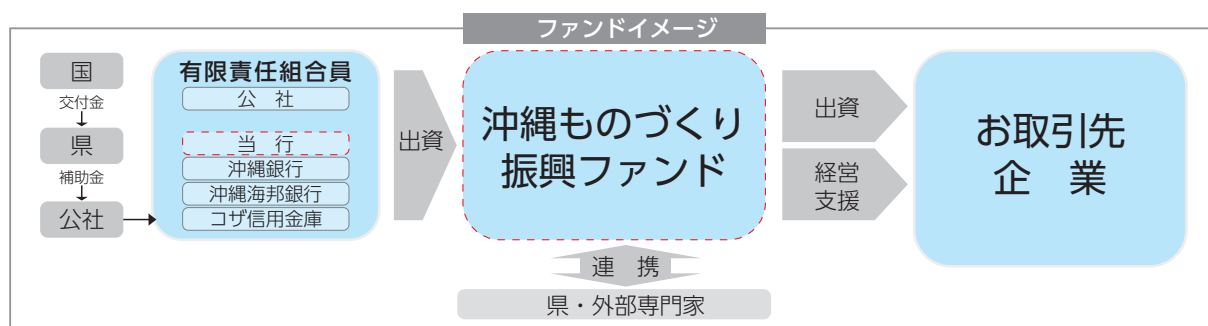 ファンドイメージ
国
交付金
県
補助金
公社
有限責任組合員
公 社
当 行
沖縄銀行
沖縄海邦銀行
コザ信用金庫
出資
沖縄ものづくり
振興ファンド
連 携
県・外部専門家
出資
経営
支援
お取引先
企 業